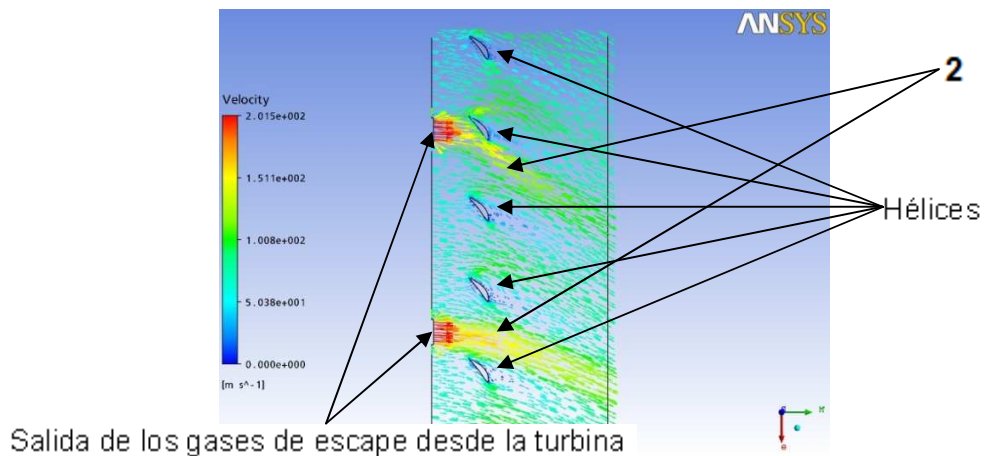 ANSYS
2
Velocity
2.015e+002
1.511e+002
1.008e+002
5.038e+001
0.000e+000
[m s^-1]
Hélices
Salida de los gases de escape desde la turbina